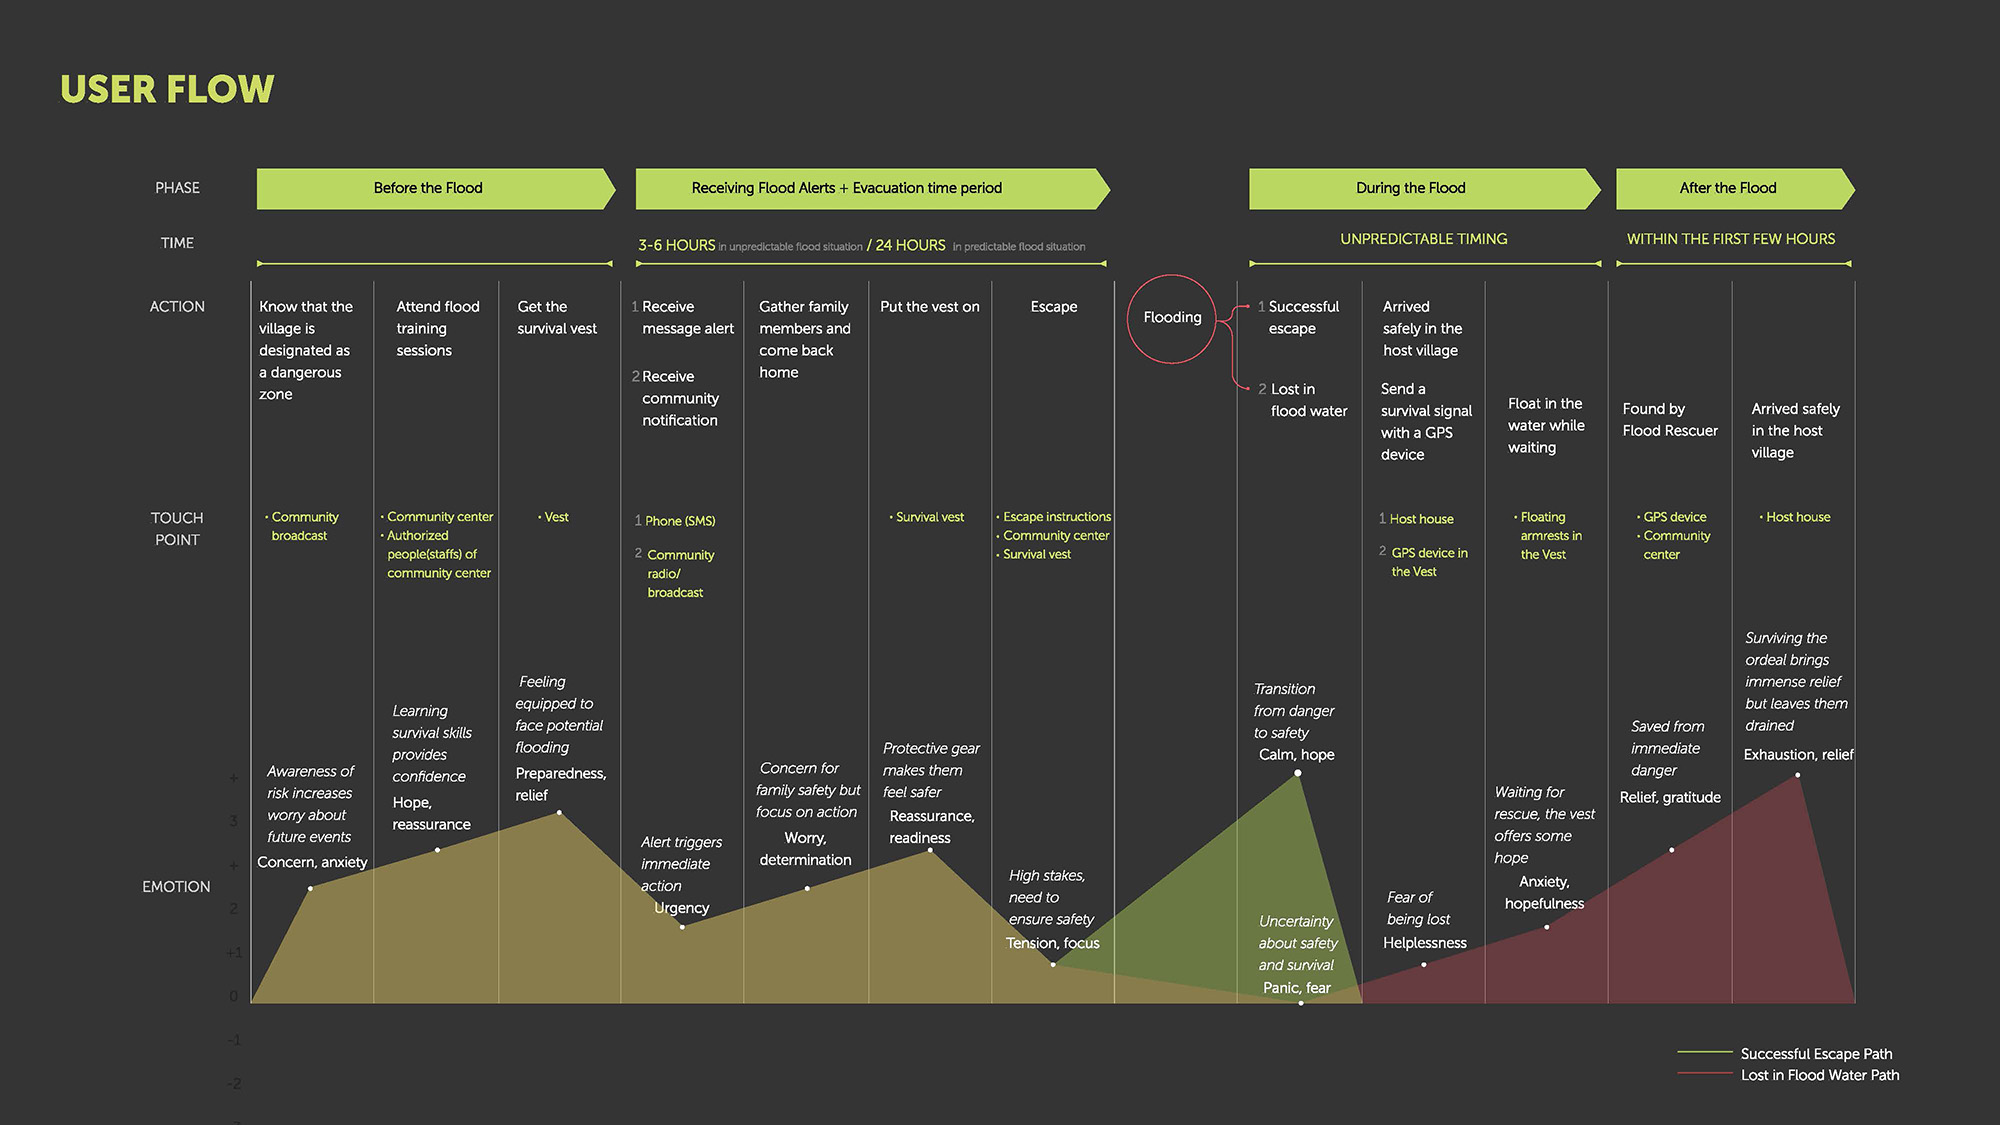 USER FLOW
PHASE
Before the Flood
Receiving Flood Alerts + Evacuation time period
During the Flood
After the Flood
TIME
3-6 HOURS in unpredictable flood situation / 24 HOURS in predictable flood situation
UNPREDICTABLE TIMING
WITHIN THE FIRST FEW HOURS
ACTION
Know that the
village is
designated as
a dangerous
zone
Attend flood
training
sessions
Get the
survival vest
1 Receive
message alert
2 Receive
community
notification
Gather family
members and
come back
home
Put the vest on
Escape
Flooding
1 Successful
escape
2 Lost in
flood water
Arrived
safely in the
host village
Send a
survival signal
with a GPS
device
Float in the
water while
waiting
Found by
Flood Rescuer
Arrived safely
in the host
village
TOUCH
POINT
• Community
broadcast
• Community center
• Authorized
people(staffs) of
community center
• Vest
1 Phone (SMS)
2 Community
radio/
broadcast
• Survival vest
• Escape instructions
• Community center
• Survival vest
1 Host house
2 GPS device in
the Vest
• Floating
armrests in
the Vest
• GPS device
• Community
center
• Host house
EMOTION
+
3
+
2
+1
0
-1
-2
Awareness of
risk increases
worry about
future events
Concern, anxiety
Learning
survival skills
provides
confidence
Hope,
reassurance
Feeling
equipped to
face potential
flooding
Preparedness,
relief
Alert triggers
immediate
action
Urgency
Concern for
family safety but
focus on action
Worry,
determination
Protective gear
makes them
feel safer
Reassurance,
readiness
High stakes,
need to
ensure safety
Tension, focus
Transition
from danger
to safety
Calm, hope
Uncertainty
about safety
and survival
Panic, fear
Fear of
being lost
Helplessness
Waiting for
rescue, the vest
offers some
hope
Anxiety,
hopefulness
Saved from
immediate
danger
Relief, gratitude
Surviving the
ordeal brings
immense relief
but leaves them
drained
Exhaustion, relief
Successful Escape Path
Lost in Flood Water Path